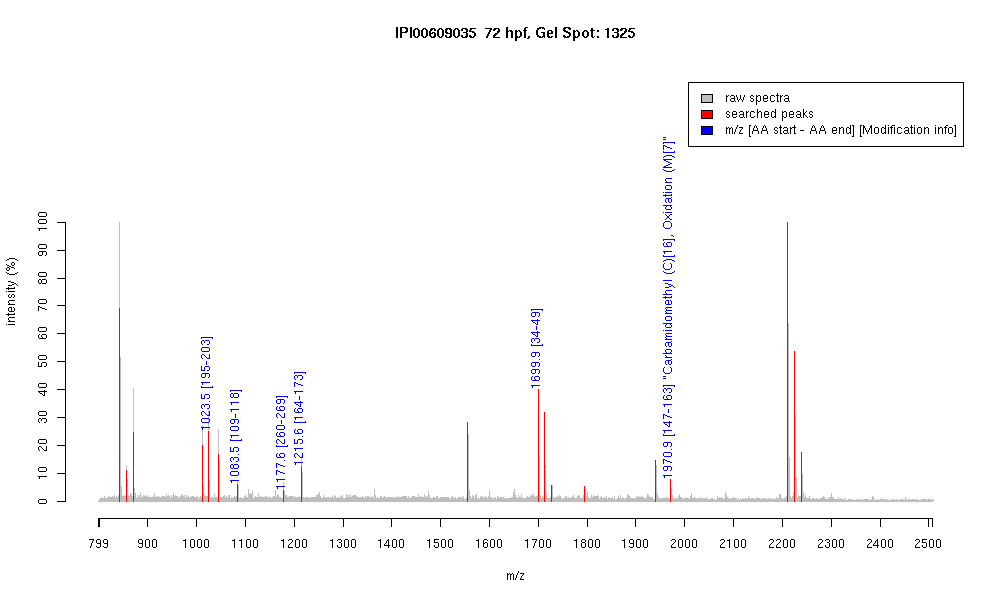 IPI00609035  72 hpf, Gel Spot: 1325
raw spectra
searched peaks
m/z [AA start - AA end] [Modification info]
intensity (%)
100
90
80
70
60
50
40
30
20
10
0
1023.5 [195-203]
1083.5 [109-118]
1177.6 [260-269]
1215.6 [164-173]
1699.9 [34-49]
1970.9 [147-163] "Carbamidomethyl (C)[16], Oxidation (M)[7]"
799 900 1000 1100 1200 1300 1400 1500 1600 1700 1800 1900 2000 2100 2200 2300 2400 2500
m/z